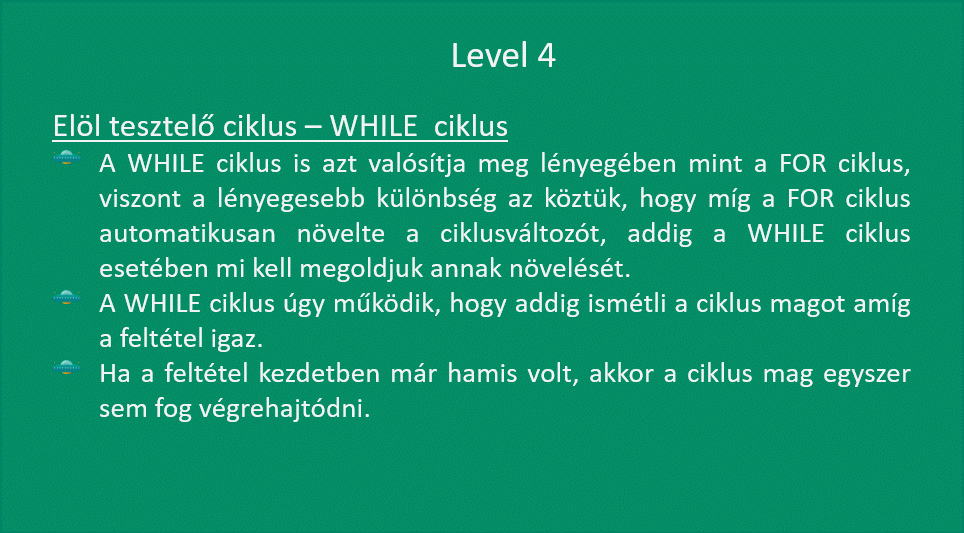 Level 4
Elöl tesztelő ciklus – WHILE  ciklus
A WHILE ciklus is azt valósítja meg lényegében mint a FOR ciklus,
viszont a lényegesebb különbség az köztük, hogy míg a FOR ciklus
automatikusan növelte a ciklusváltozót, addig a WHILE ciklus
esetében mi kell megoldjuk annak növelését.
A WHILE ciklus úgy működik, hogy addig ismétli a ciklus magot amíg
a feltétel igaz.
Ha a feltétel kezdetben már hamis volt, akkor a ciklus mag egyszer
sem fog végrehajtódni.